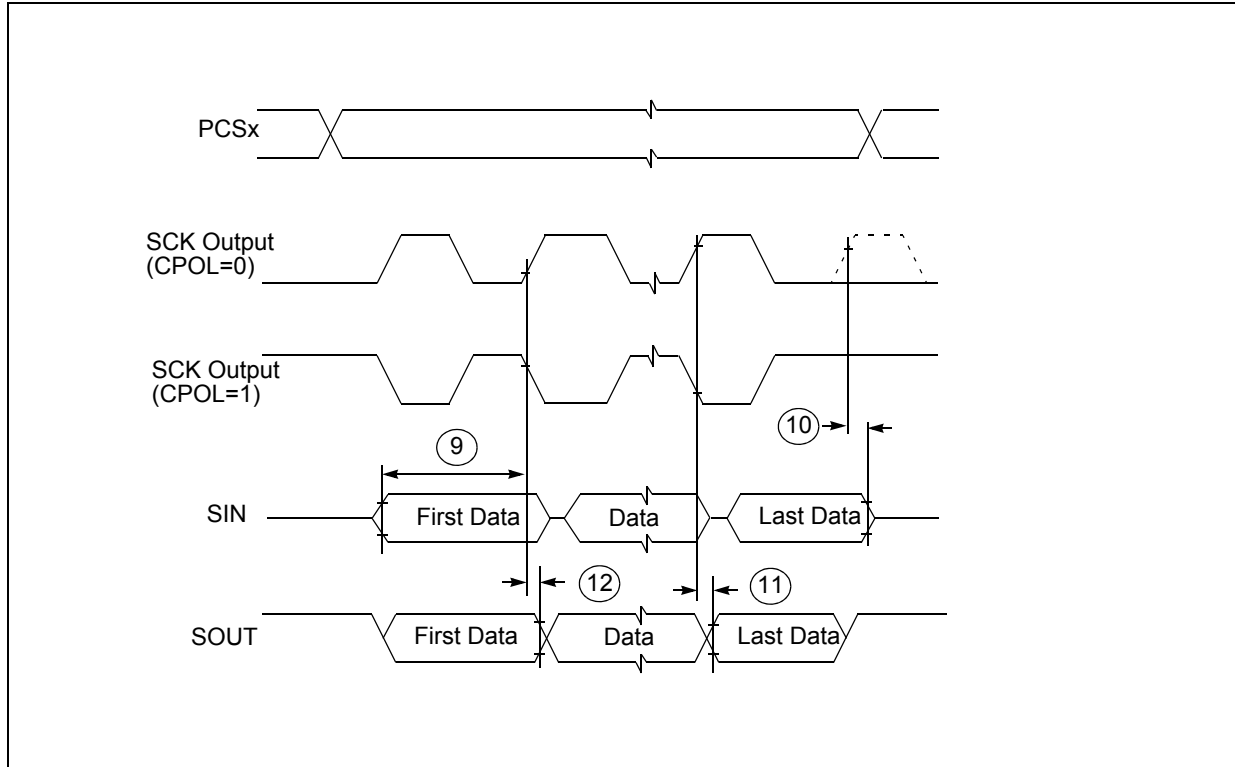 PCSx
SCK Output
(CPOL=0)
SCK Output
(CPOL=1)
10
9
SIN
First Data
Data
Last Data
12
11
SOUT
First Data
Data
Last Data